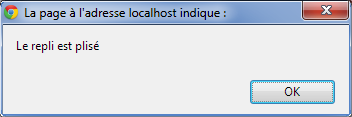 La page à l'adresse localhost indique :
Le repli est plisé
OK